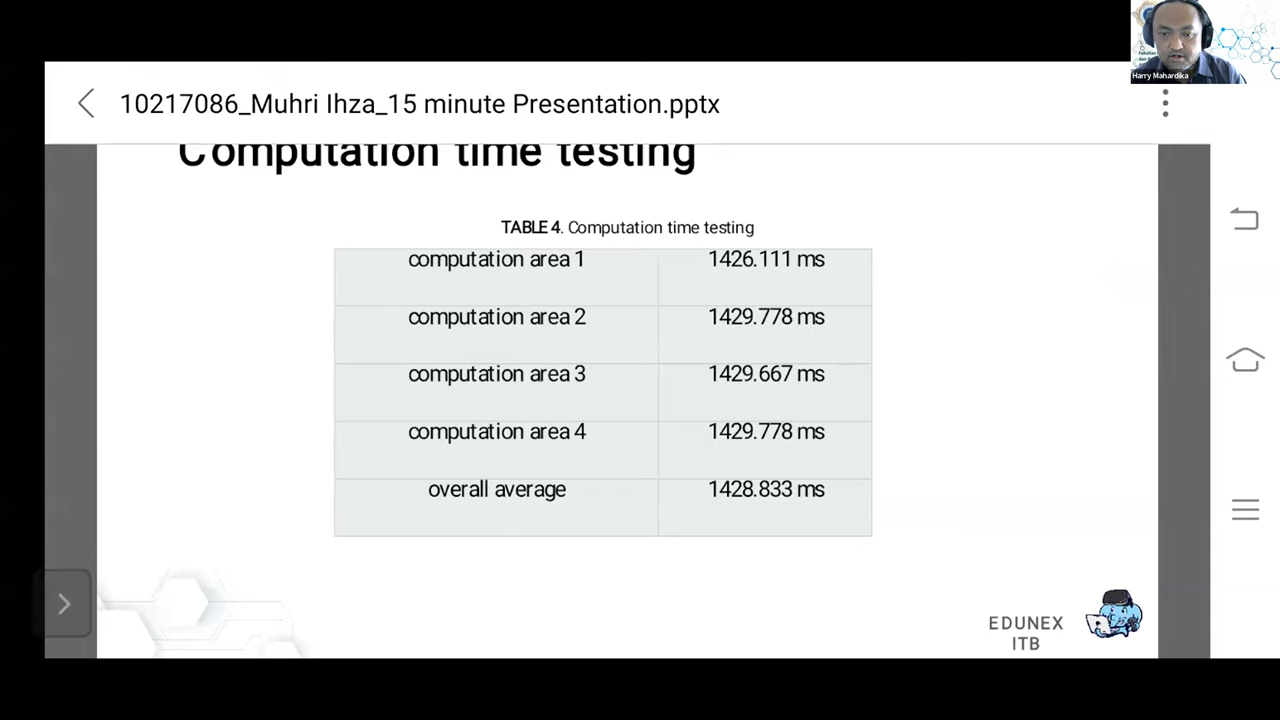 Harry Mahardika
10217086_Muhri Ihza_15 minute Presentation.pptx
Computation time testing
TABLE 4. Computation time testing
computation area 1 1426.111 ms
computation area 2 1429.778 ms
computation area 3 1429.667 ms
computation area 4 1429.778 ms
overall average 1428.833 ms
EDUNEX
ITB